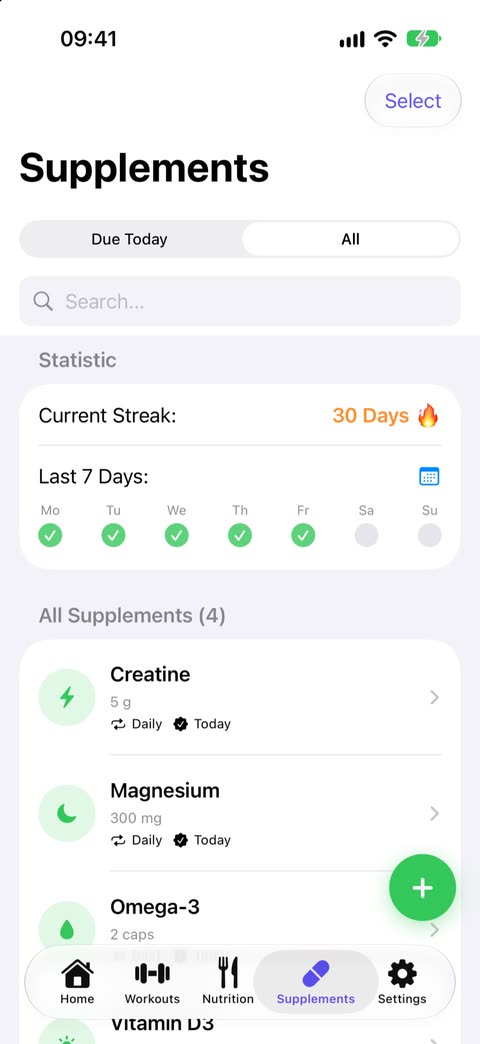 09:41
Select
Supplements
Due Today All
Search...
Statistic
Current Streak: 30 Days 🔥
Last 7 Days:
Mo Tu We Th Fr Sa Su
All Supplements (4)
Creatine
5 g
Daily Today
Magnesium
300 mg
Daily Today
Omega-3
2 caps
Home Workouts Nutrition Supplements Settings
Vitamin D3